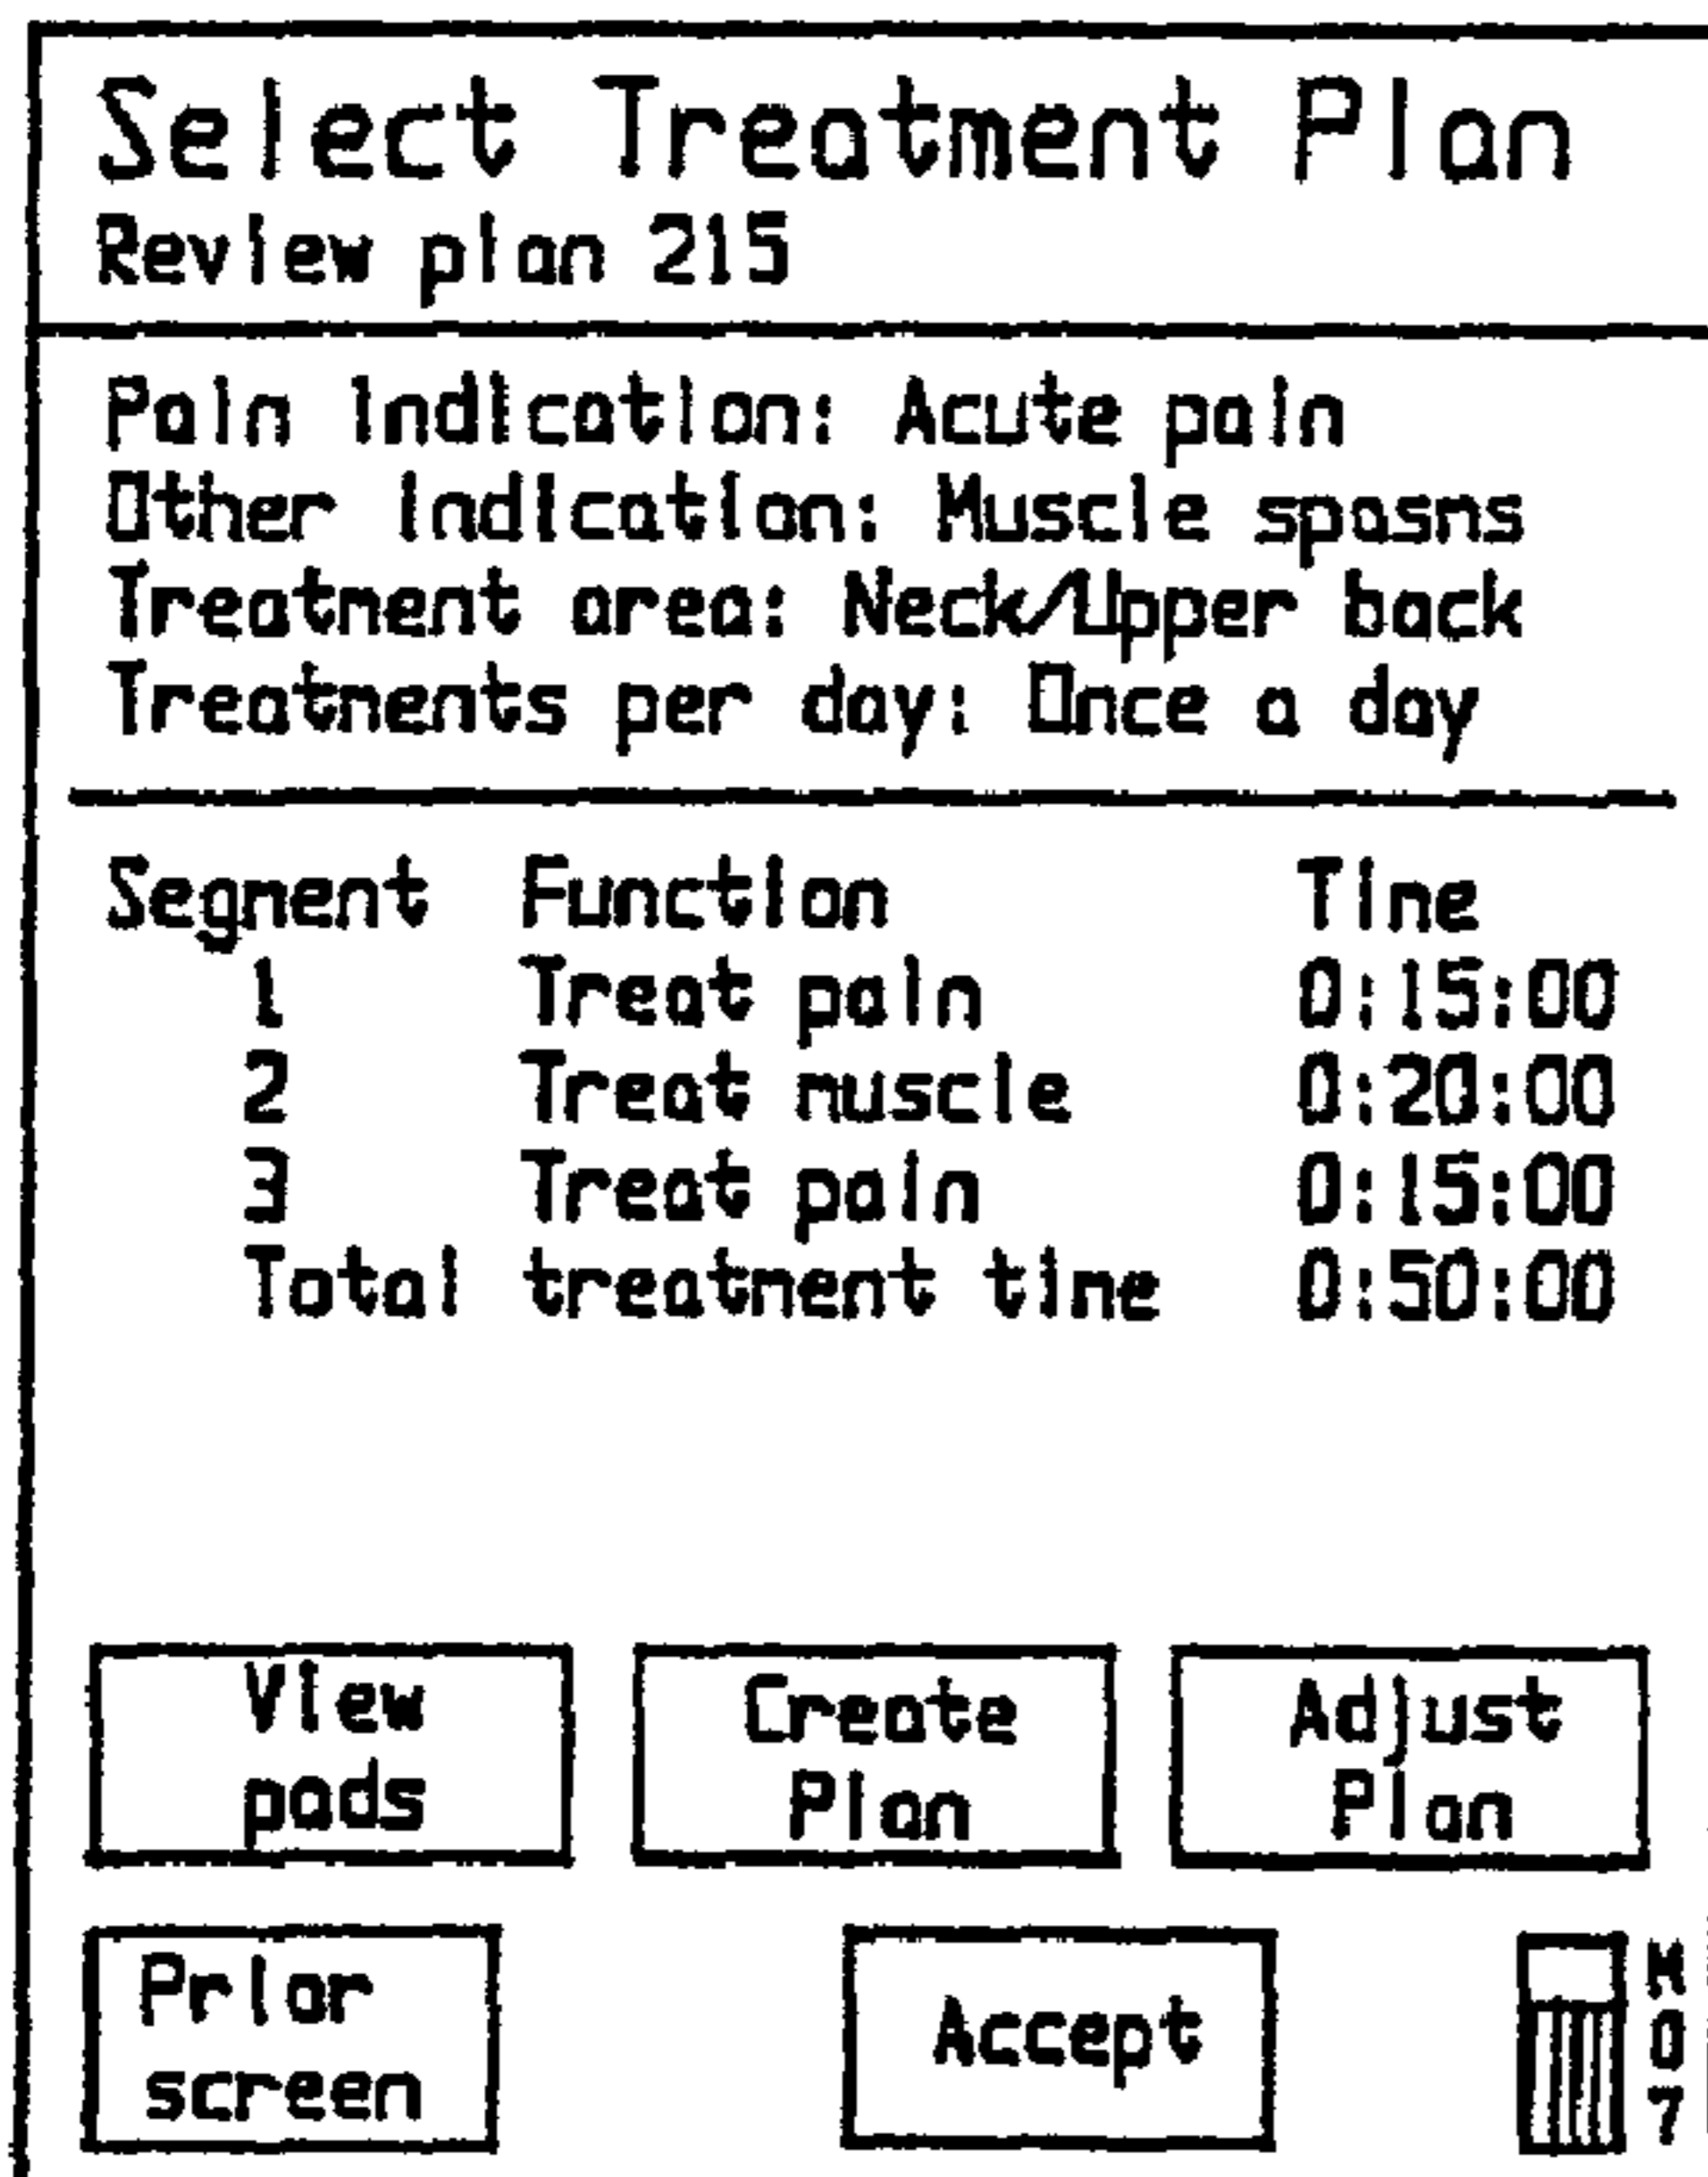 Select Treatment Plan
Review plan 215
Pain indication: Acute pain
Other indication: Muscle spasms
Treatment area: Neck/Upper back
Treatments per day: Once a day
Segment Function Time
1 Treat pain 0:15:00
2 Treat muscle 0:20:00
3 Treat pain 0:15:00
Total treatment time 0:50:00
View pads
Create Plan
Adjust Plan
Prior screen
Accept
M
0
7